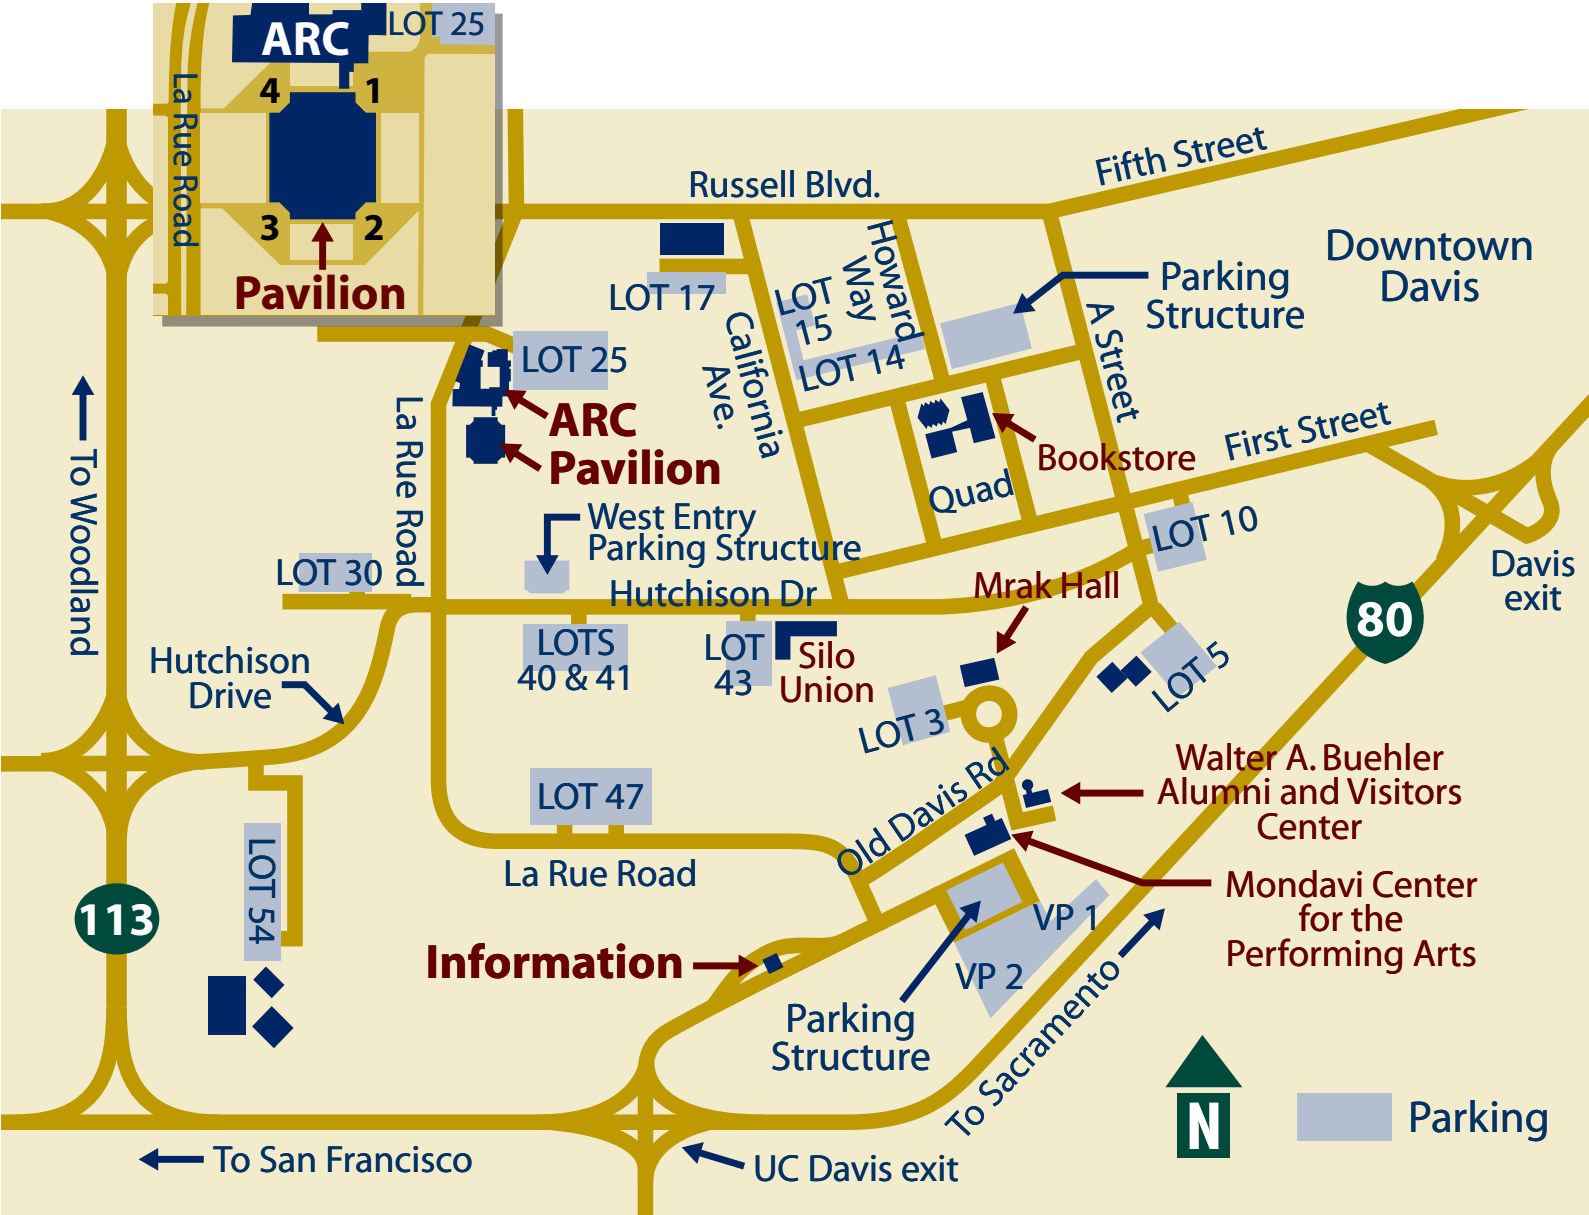 ARC
LOT 25
4
1
La Rue Road
3
2
Pavilion
Russell Blvd.
Fifth Street
Downtown
Davis
Parking
Structure
Howard
Way
LOT 17
LOT
15
LOT 14
California
Ave.
A Street
LOT 25
ARC
Pavilion
La Rue Road
To Woodland
First Street
Bookstore
Quad
West Entry
Parking Structure
LOT 10
LOT 30
Hutchison Dr
Mrak Hall
Davis
exit
80
LOTS
40 & 41
LOT
43
Silo
Union
Hutchison
Drive
LOT 5
LOT 3
Walter A. Buehler
Alumni and Visitors
Center
Old Davis Rd
LOT 47
La Rue Road
LOT 54
113
Mondavi Center
for the
Performing Arts
VP 1
VP 2
Information
Parking
Structure
To Sacramento
N
Parking
To San Francisco
UC Davis exit